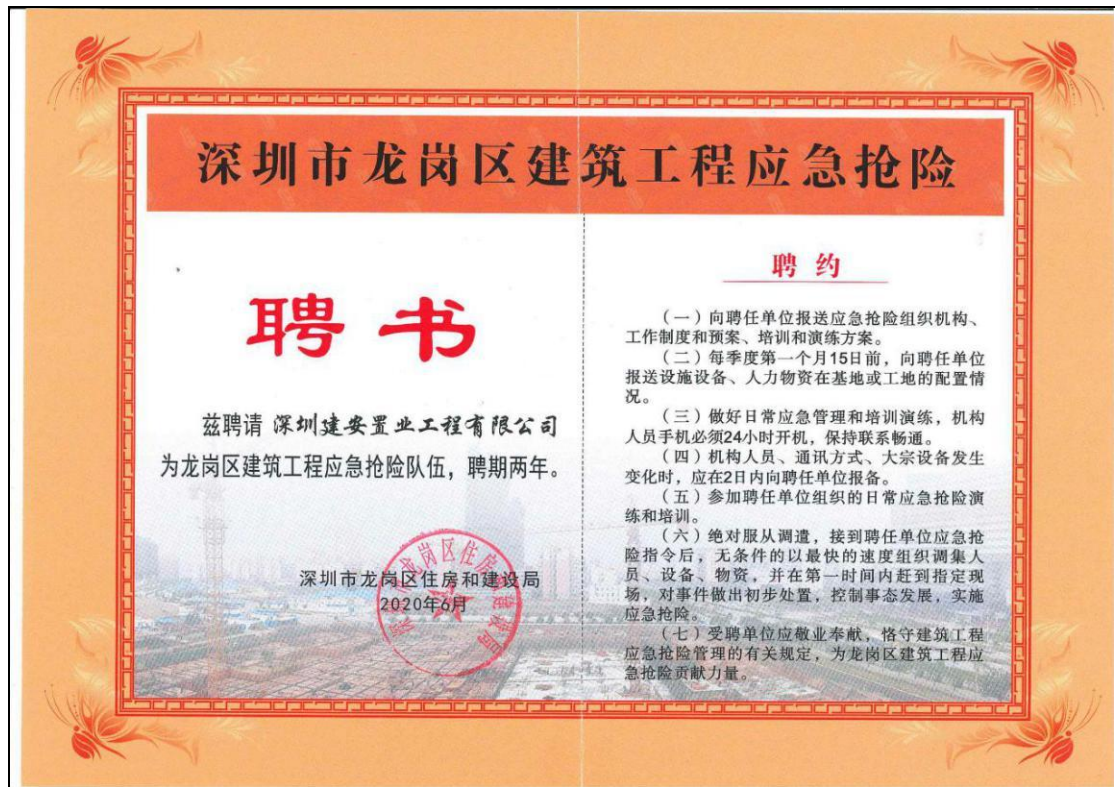 深圳市龙岗区建筑工程应急抢险
聘书
兹聘请 深圳建安置业工程有限公司
为龙岗区建筑工程应急抢险队伍，聘期两年。
深圳市龙岗区住房和建设局
2020年6月
深圳市龙岗区住房和建设局
聘约
（一）向聘任单位报送应急抢险组织机构、
工作制度和预案、培训和演练方案。
（二）每季度第一个月15日前，向聘任单位
报送设施设备、人力物资在基地或工地的配置情
况。
（三）做好日常应急管理和培训演练，机构
人员手机必须24小时开机，保持联系畅通。
（四）机构人员、通讯方式、大宗设备发生
变化时，应在2日内向聘任单位报备。
（五）参加聘任单位组织的日常应急抢险演
练和培训。
（六）绝对服从调遣，接到聘任单位应急抢
险指令后，无条件的以最快的速度组织调集人
员、设备、物资，并在第一时间内赶到指定现
场，对事件做出初步处置，控制事态发展，实施
应急抢险。
（七）受聘单位应敬业奉献，恪守建筑工程
应急抢险管理的有关规定，为龙岗区建筑工程应
急抢险贡献力量。